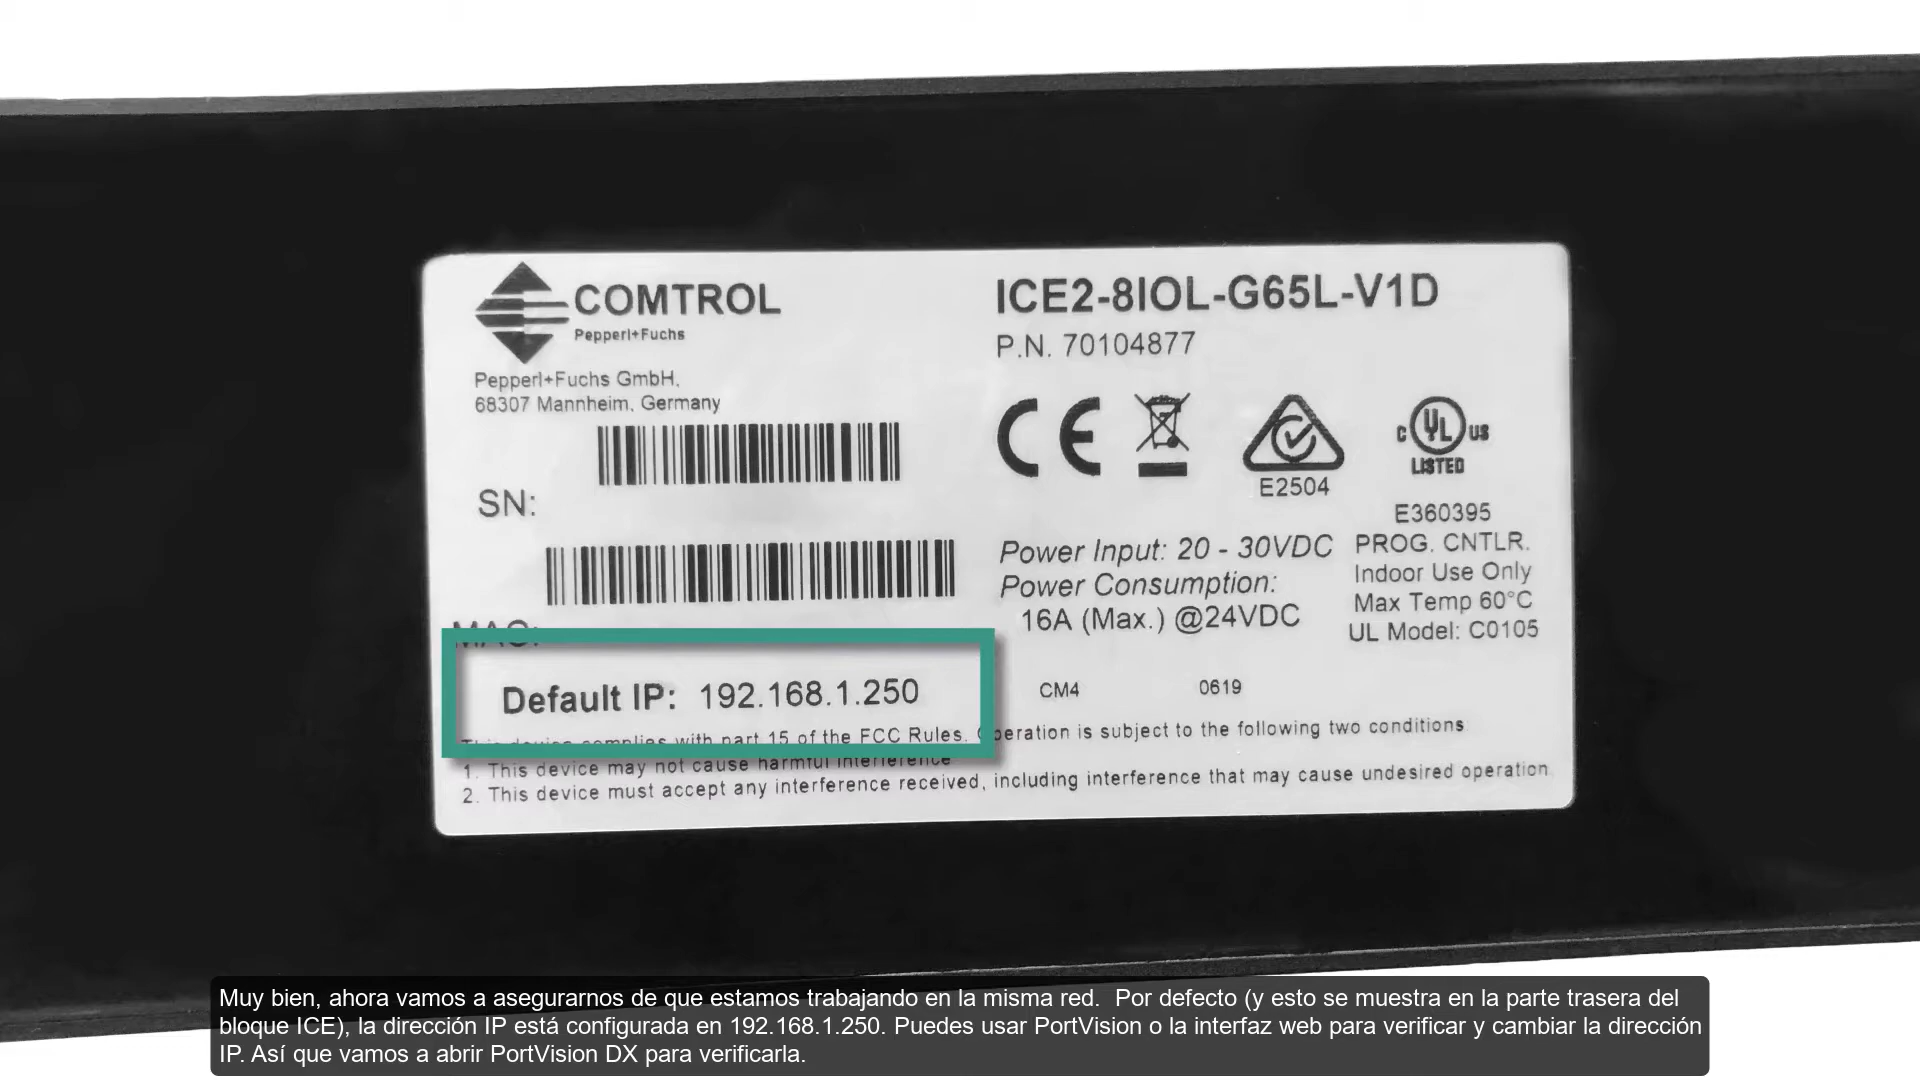 COMTROL
Pepperl+Fuchs
Pepperl+Fuchs GmbH,
68307 Mannheim, Germany
SN:
MAC:
Default IP: 192.168.1.250
ICE2-8IOL-G65L-V1D
P.N. 70104877
CE
E2504
C UL US
LISTED
E360395
PROG. CNTLR.
Indoor Use Only
Max Temp 60°C
UL Model: C0105
Power Input: 20 - 30VDC
Power Consumption:
16A (Max.) @24VDC
CM4 0619
This device complies with part 15 of the FCC Rules. Operation is subject to the following two conditions
1. This device may not cause harmful interference
2. This device must accept any interference received, including interference that may cause undesired operation
Muy bien, ahora vamos a asegurarnos de que estamos trabajando en la misma red. Por defecto (y esto se muestra en la parte trasera del
bloque ICE), la dirección IP está configurada en 192.168.1.250. Puedes usar PortVision o la interfaz web para verificar y cambiar la dirección
IP. Así que vamos a abrir PortVision DX para verificarla.